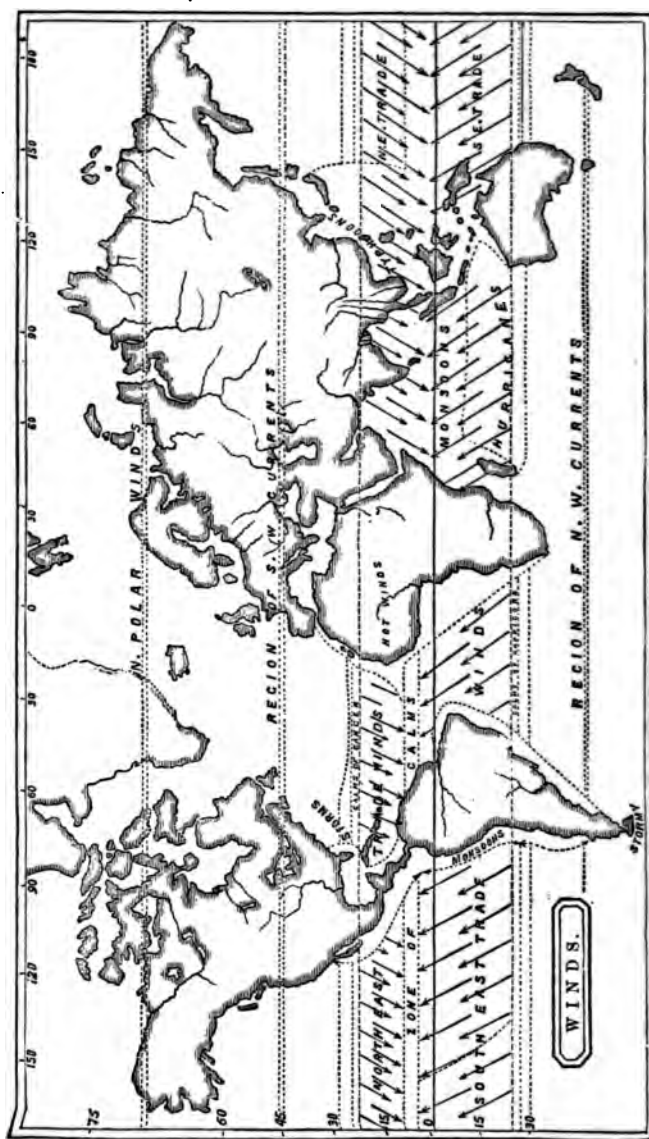 180
150
120
90
60
30
0
30
60
90
120
150
75
60
45
30
15
0
15
30
N. POLAR WINDS
REGION OF S. W. CURRENTS
STORMS
TYPHOONS
N.E. TRADE
S.E. TRADE
HOT WINDS
MONSOONS
HURRICANES
TRADE WINDS
CALMS
WINDS
NORTH EAST
ZONE OF
SOUTH EAST TRADE
MONSOONS
REGION OF N. W. CURRENTS
STORMY
WINDS.